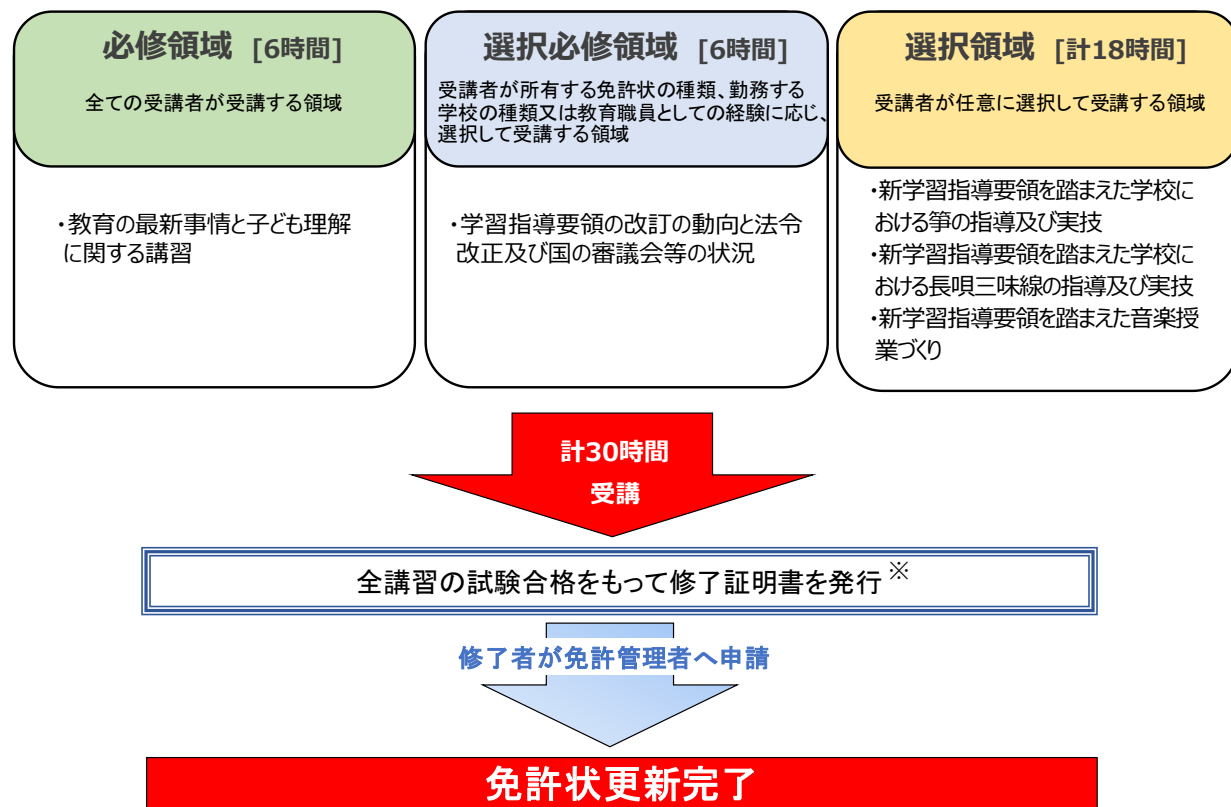 必修領域 [6時間]
全ての受講者が受講する領域
・教育の最新事情と子ども理解
に関する講習
選択必修領域 [6時間]
受講者が所有する免許状の種類、勤務する
学校の種類又は教育職員としての経験に応じ、
選択して受講する領域
・学習指導要領の改訂の動向と法令
改正及び国の審議会等の状況
選択領域 [計18時間]
受講者が任意に選択して受講する領域
・新学習指導要領を踏まえた学校に
おける箏の指導及び実技
・新学習指導要領を踏まえた学校に
おける長唄三味線の指導及び実技
・新学習指導要領を踏まえた音楽授
業づくり
計30時間
受講
全講習の試験合格をもって修了証明書を発行※
修了者が免許管理者へ申請
免許状更新完了